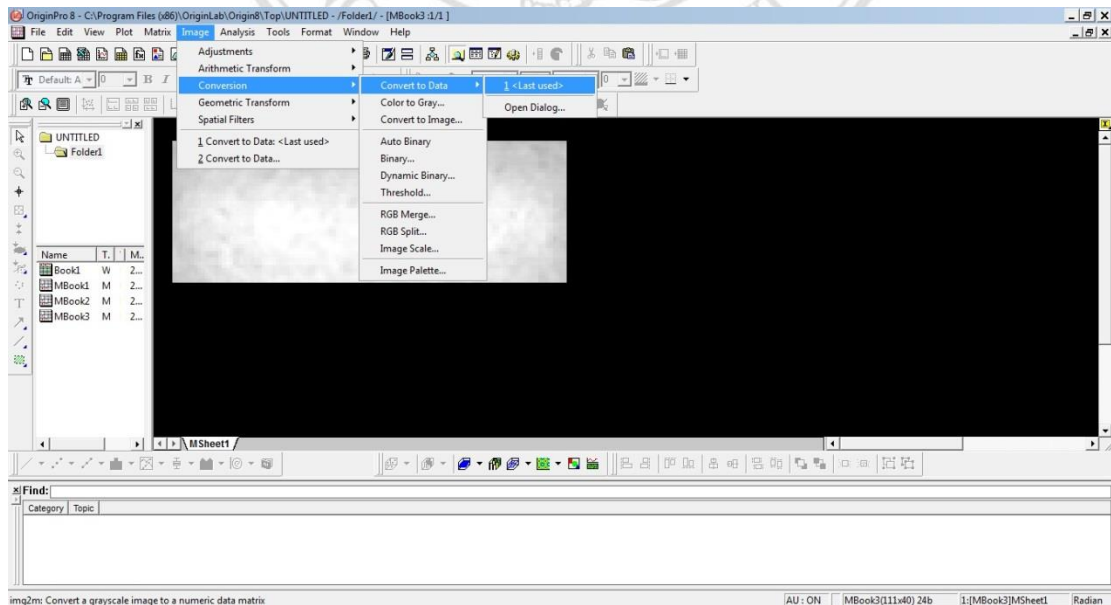 OriginPro 8 - C:\Program Files (x86)\OriginLab\Origin8\Top\UNTITLED - /Folder1/ - [MBook3 :1/1 ]
File Edit View Plot Matrix Image Analysis Tools Format Window Help
Default: A 0 B I
0
Adjustments
Arithmetic Transform
Conversion
Geometric Transform
Spatial Filters
1 Convert to Data: <Last used>
2 Convert to Data...
Convert to Data
Color to Gray...
Convert to Image...
Auto Binary
Binary...
Dynamic Binary...
Threshold...
RGB Merge...
RGB Split...
Image Scale...
Image Palette...
1 <Last used>
Open Dialog...
UNTITLED
Folder1
Name T. M..
Book1 W 2...
MBook1 M 2...
MBook2 M 2...
MBook3 M 2...
MSheet1
Find:
Category Topic
img2m: Convert a grayscale image to a numeric data matrix
AU : ON MBook3(111x40) 24b 1:[MBook3]MSheet1 Radian